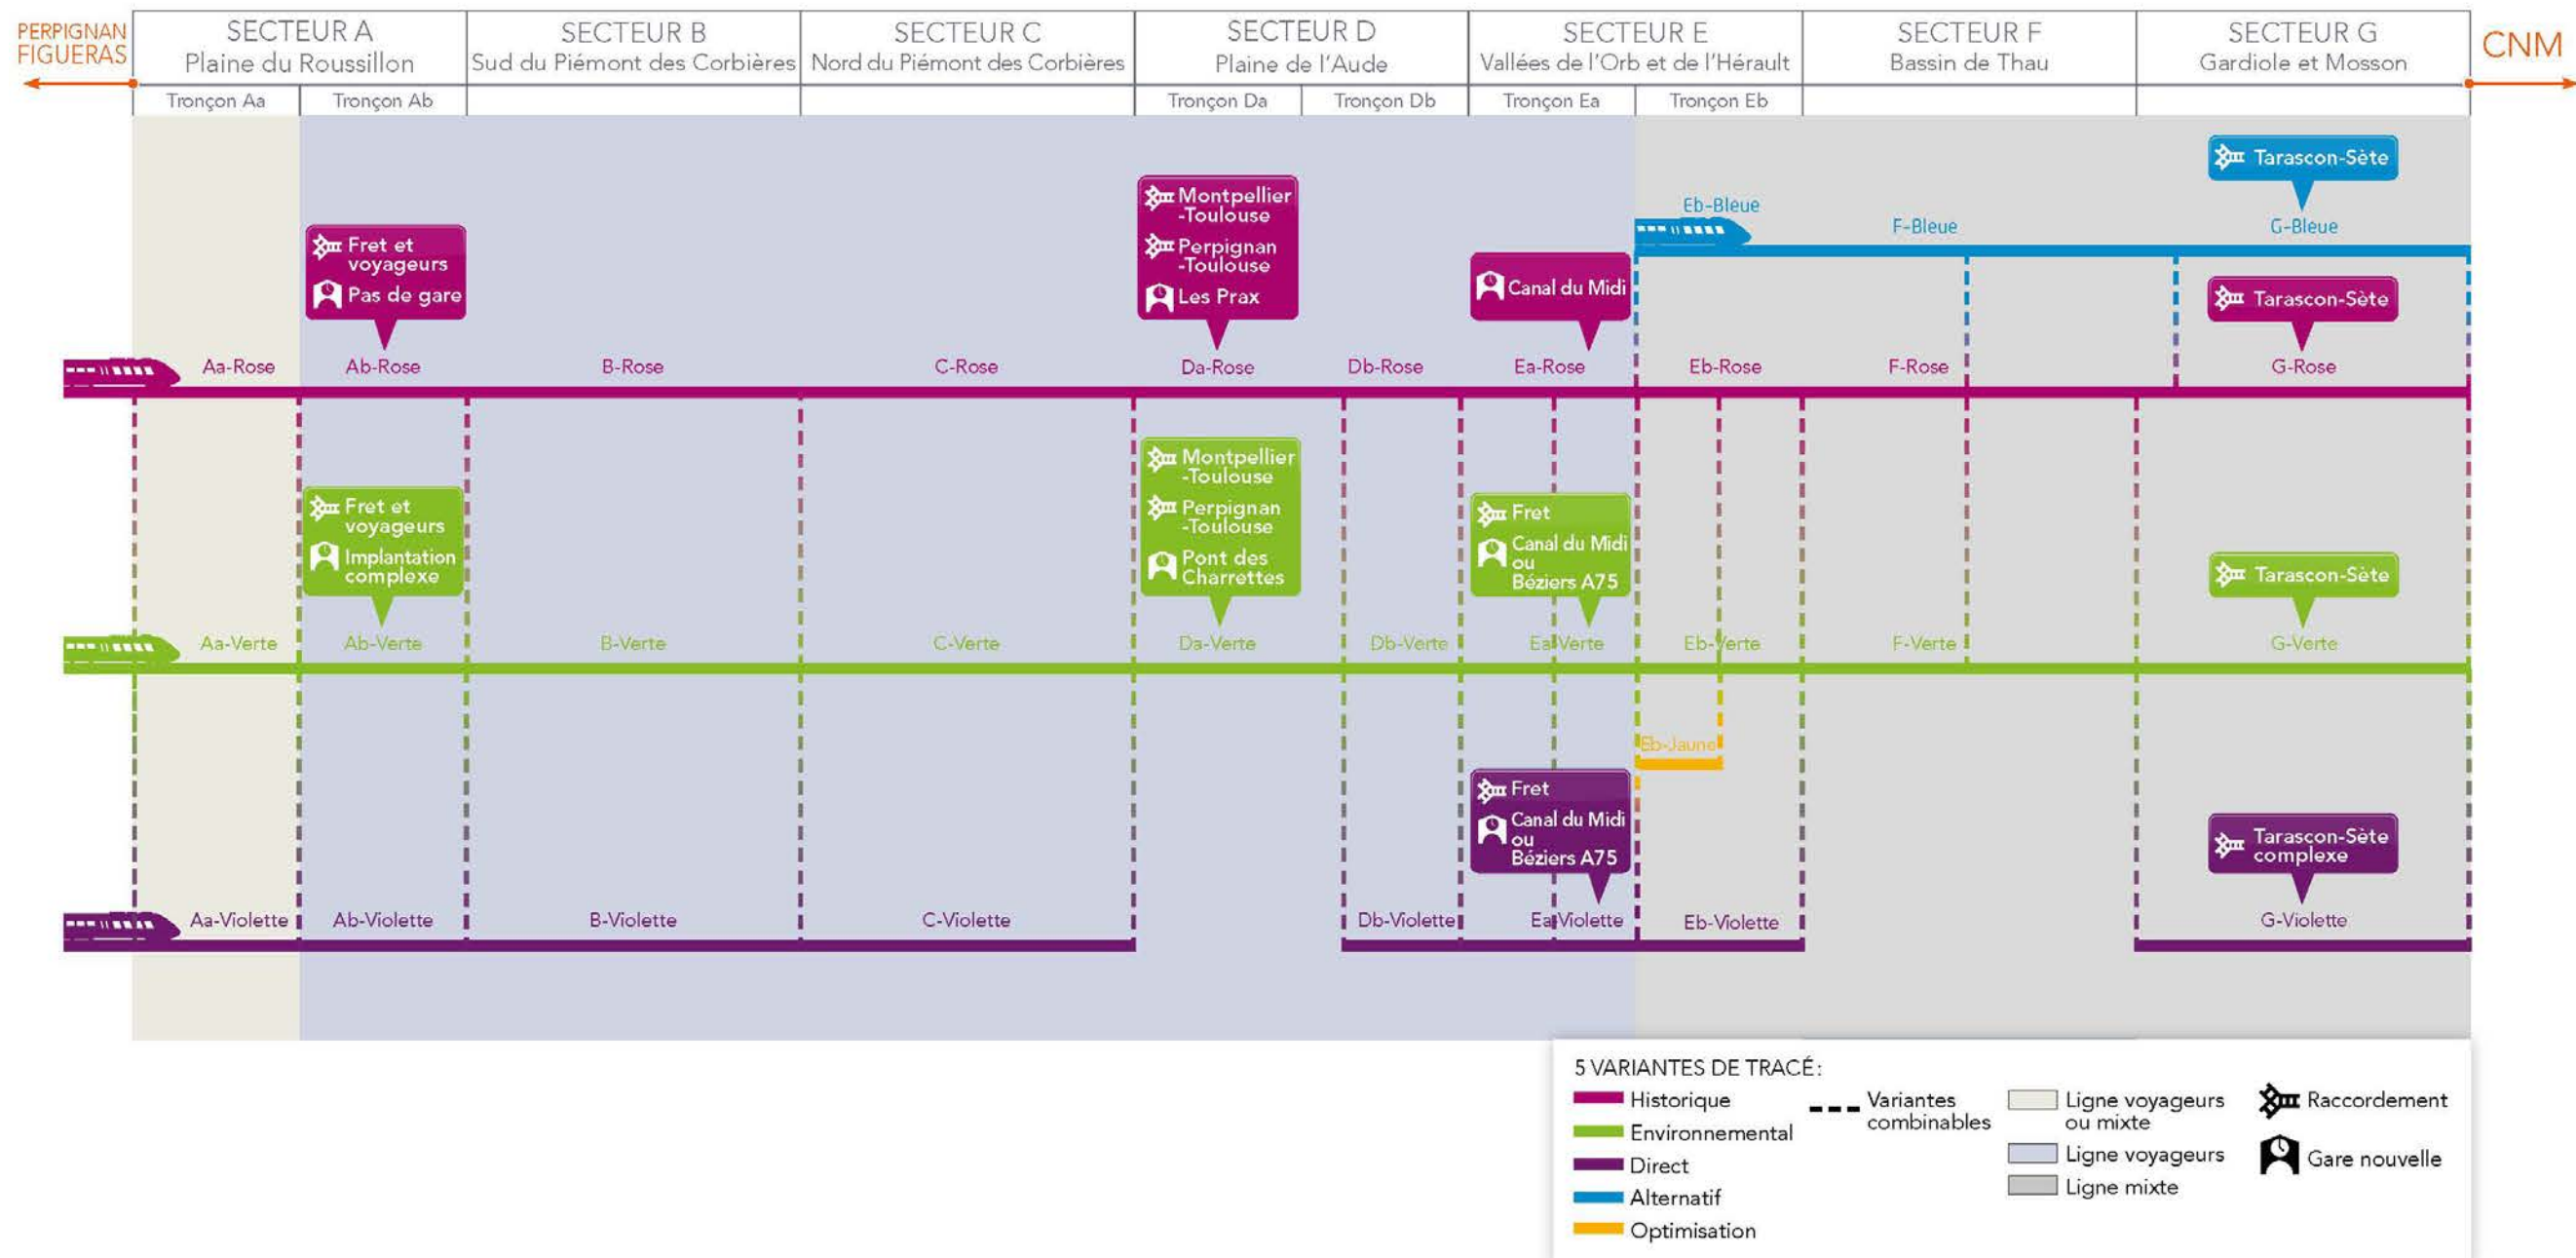 PERPIGNAN
FIGUERAS
SECTEUR A
Plaine du Roussillon
SECTEUR B
Sud du Piémont des Corbières
SECTEUR C
Nord du Piémont des Corbières
SECTEUR D
Plaine de l'Aude
SECTEUR E
Vallées de l'Orb et de l'Hérault
SECTEUR F
Bassin de Thau
SECTEUR G
Gardiole et Mosson
CNM
Tronçon Aa
Tronçon Ab
Tronçon Da
Tronçon Db
Tronçon Ea
Tronçon Eb
Tarascon-Sète
Eb-Bleue
F-Bleue
G-Bleue
Fret et
voyageurs
Pas de gare
Montpellier
-Toulouse
Perpignan
-Toulouse
Les Prax
Canal du Midi
Tarascon-Sète
Aa-Rose
Ab-Rose
B-Rose
C-Rose
Da-Rose
Db-Rose
Ea-Rose
Eb-Rose
F-Rose
G-Rose
Fret et
voyageurs
Implantation
complexe
Montpellier
-Toulouse
Perpignan
-Toulouse
Pont des
Charrettes
Fret
Canal du Midi
ou
Béziers A75
Tarascon-Sète
Aa-Verte
Ab-Verte
B-Verte
C-Verte
Da-Verte
Db-Verte
Ea-Verte
Eb-Verte
F-Verte
G-Verte
Eb-Jaune
Fret
Canal du Midi
ou
Béziers A75
Tarascon-Sète
complexe
Aa-Violette
Ab-Violette
B-Violette
C-Violette
Db-Violette
Ea-Violette
Eb-Violette
G-Violette
5 VARIANTES DE TRACÉ :
Historique
Environnemental
Direct
Alternatif
Optimisation
Variantes
combinables
Ligne voyageurs
ou mixte
Ligne voyageurs
Ligne mixte
Raccordement
Gare nouvelle